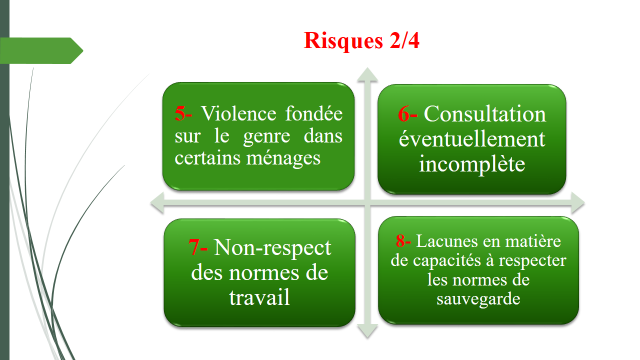 Risques 2/4
5- Violence fondée
sur le genre dans
certains ménages
6- Consultation
éventuellement
incomplète
7- Non-respect
des normes de
travail
8- Lacunes en matière
de capacités à respecter
les normes de
sauvegarde